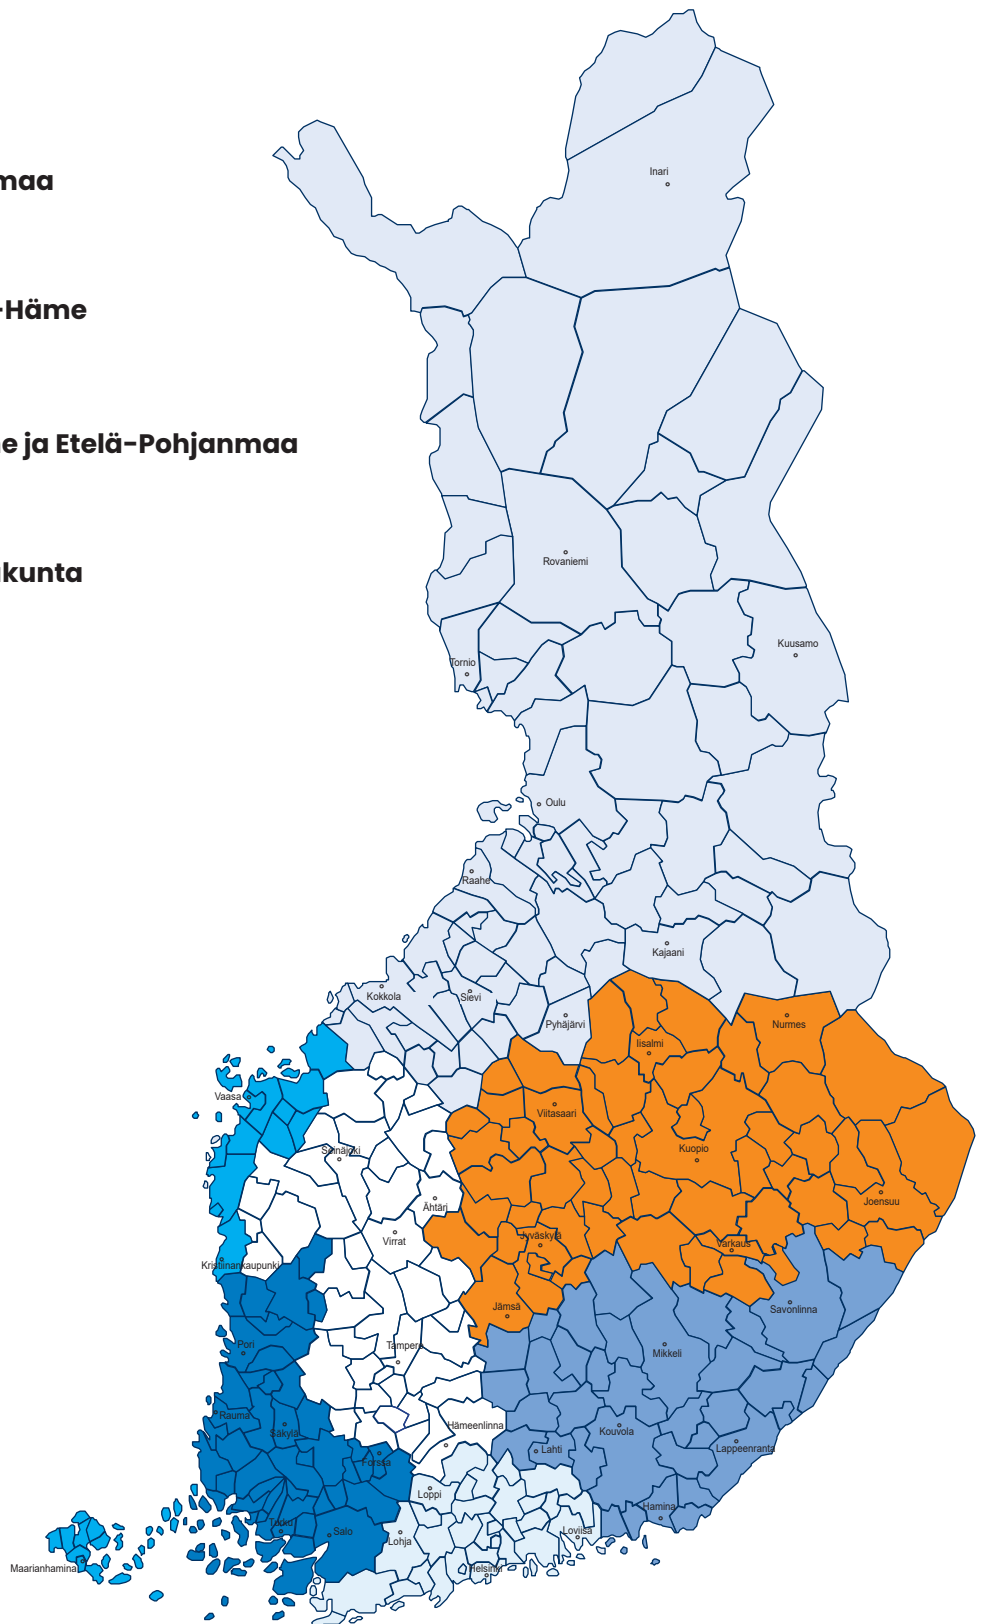 maa
-Häme
e ja Etelä-Pohjanmaa
kunta
Inari
Rovaniemi
Kuusamo
Tornio
Oulu
Raahe
Kajaani
Kokkola
Sievi
Pyhäjärvi
Nurmes
Iisalmi
Vaasa
Viitasaari
Seinäjoki
Kuopio
Ähtäri
Joensuu
Virrat
Jyväskylä
Varkaus
Kristiinankaupunki
Jämsä
Savonlinna
Pori
Tampere
Mikkeli
Rauma
Säkylä
Hämeenlinna
Kouvola
Lahti
Lappeenranta
Forssa
Loppi
Hamina
Turku
Salo
Lohja
Loviisa
Maarianhamina
Helsinki